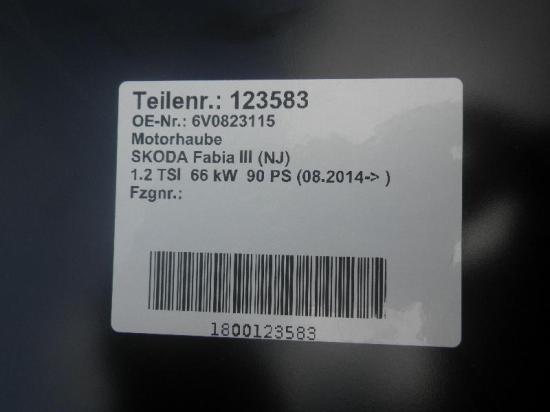 Teilenr.: 123583
OE-Nr.: 6V0823115
Motorhaube
SKODA Fabia III (NJ)
1.2 TSI 66 kW 90 PS (08.2014-> )
Fzgnr.:
1800123583